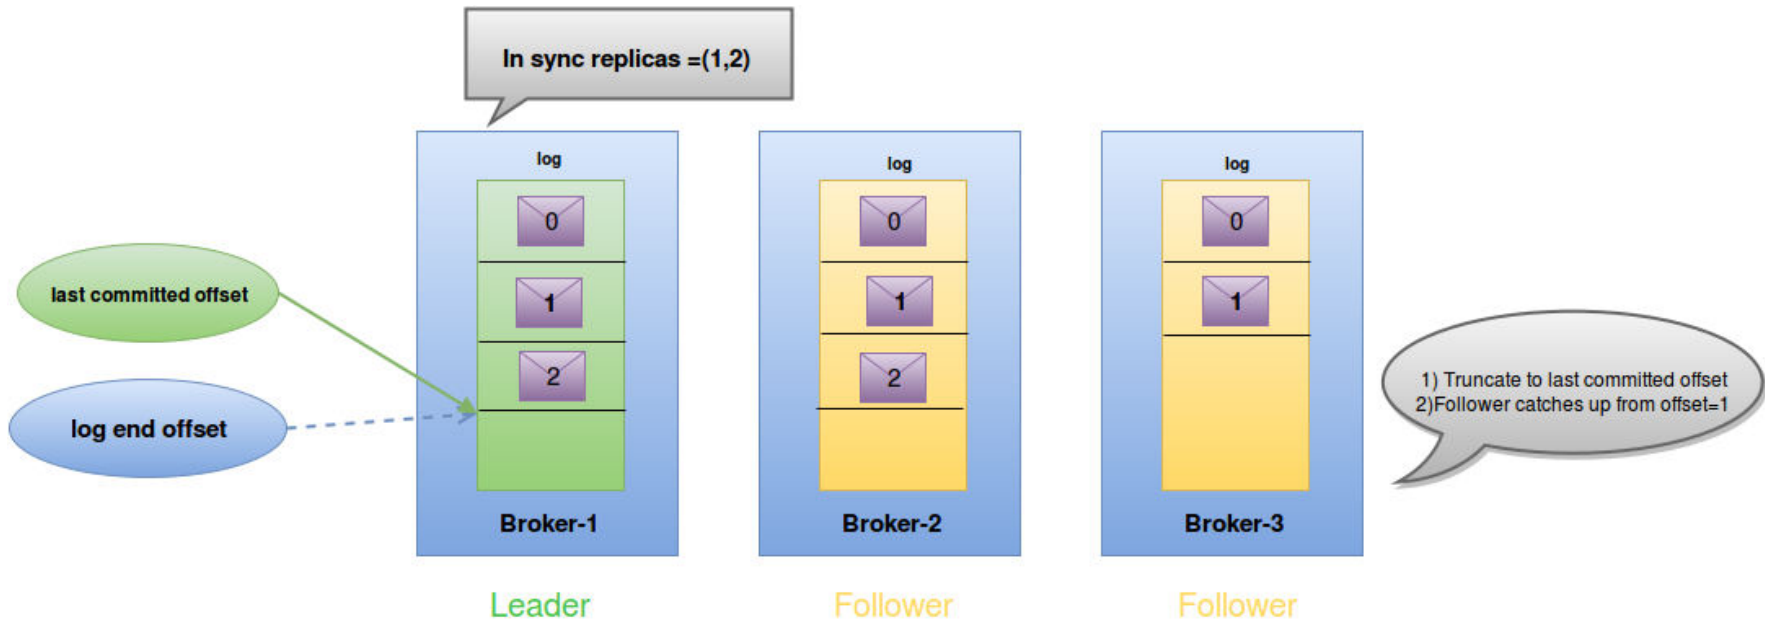 In sync replicas =(1,2)
log
log
log
0
0
0
last committed offset
1
1
1
2
2
1) Truncate to last committed offset
2)Follower catches up from offset=1
log end offset
Broker-1
Broker-2
Broker-3
Leader
Follower
Follower